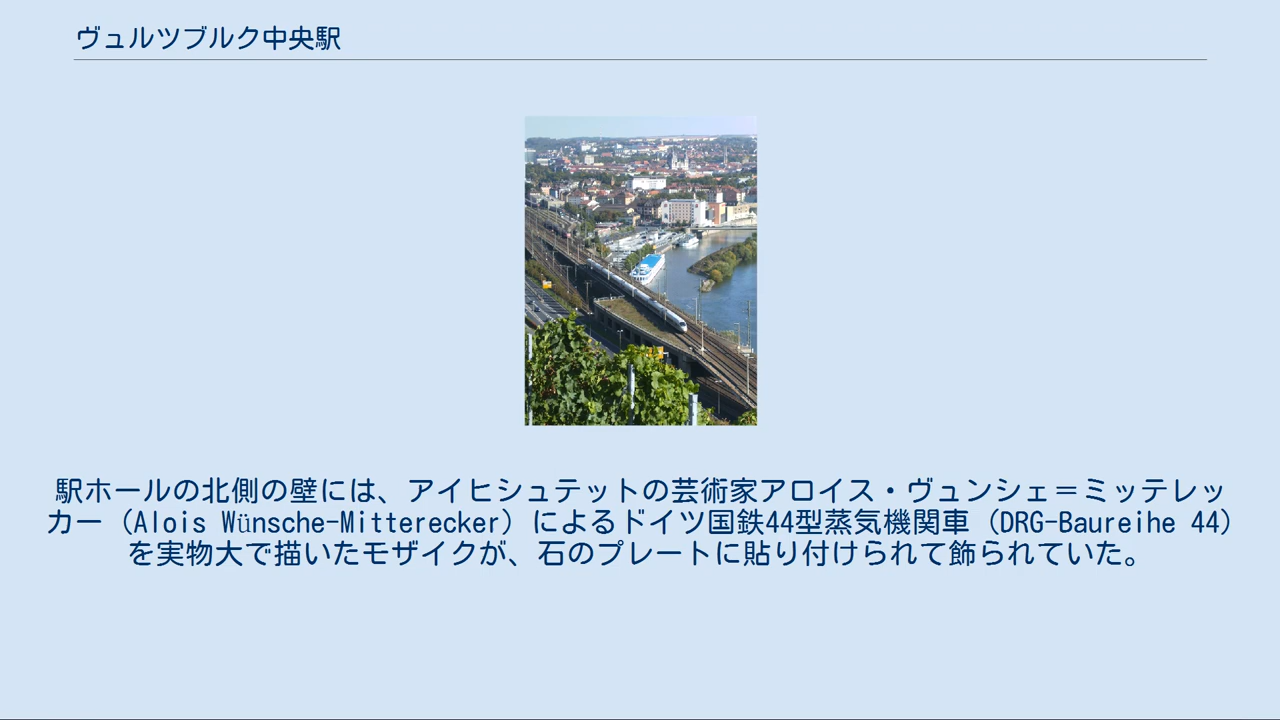 ヴュルツブルク中央駅
駅ホールの北側の壁には、アイヒシュテットの芸術家アロイス・ヴュンシェ＝ミッテレッ
カー（Alois Wünsche-Mitterecker）によるドイツ国鉄44型蒸気機関車（DRG-Baureihe 44）
を実物大で描いたモザイクが、石のプレートに貼り付けられて飾られていた。